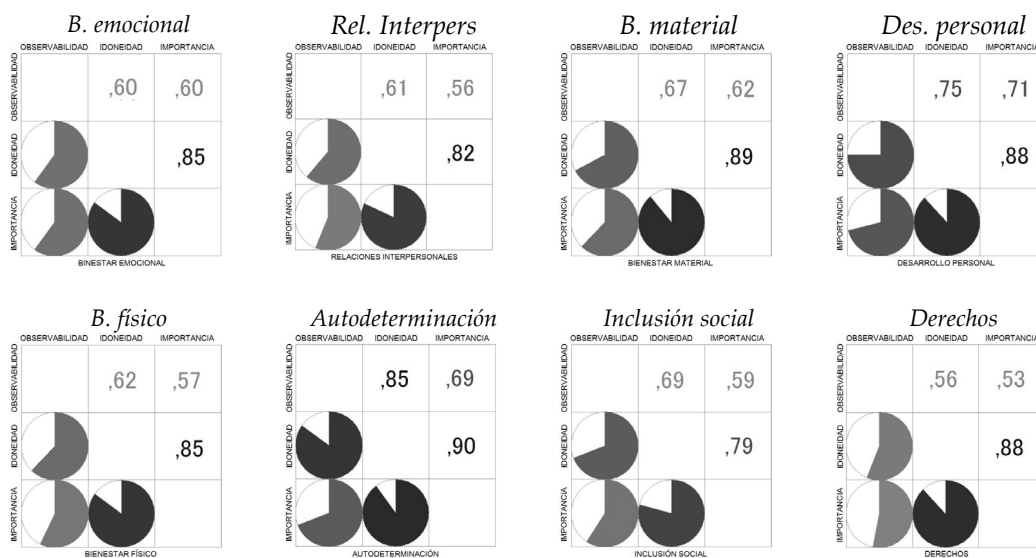 B. emocional
OBSERVABILIDAD IDONEIDAD IMPORTANCIA
OBSERVABILIDAD
,60 ,60
IDONEIDAD
,85
IMPORTANCIA
BINESTAR EMOCIONAL
Rel. Interpers
OBSERVABILIDAD IDONEIDAD IMPORTANCIA
OBSERVABILIDAD
,61 ,56
IDONEIDAD
,82
IMPORTANCIA
RELACIONES INTERPERSONALES
B. material
OBSERVABILIDAD IDONEIDAD IMPORTANCIA
OBSERVABILIDAD
,67 ,62
IDONEIDAD
,89
IMPORTANCIA
BIENESTAR MATERIAL
Des. personal
OBSERVABILIDAD IDONEIDAD IMPORTANCIA
OBSERVABILIDAD
,75 ,71
IDONEIDAD
,88
IMPORTANCIA
DESARROLLO PERSONAL
B. físico
OBSERVABILIDAD IDONEIDAD IMPORTANCIA
OBSERVABILIDAD
,62 ,57
IDONEIDAD
,85
IMPORTANCIA
BIENESTAR FÍSICO
Autodeterminación
OBSERVABILIDAD IDONEIDAD IMPORTANCIA
OBSERVABILIDAD
,85 ,69
IDONEIDAD
,90
IMPORTANCIA
AUTODETERMINACIÓN
Inclusión social
OBSERVABILIDAD IDONEIDAD IMPORTANCIA
OBSERVABILIDAD
,69 ,59
IDONEIDAD
,79
IMPORTANCIA
INCLUSIÓN SOCIAL
Derechos
OBSERVABILIDAD IDONEIDAD IMPORTANCIA
OBSERVABILIDAD
,56 ,53
IDONEIDAD
,88
IMPORTANCIA
DERECHOS